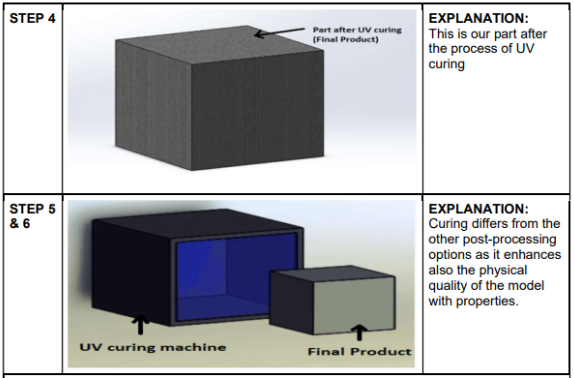 STEP 4
Part after UV curing
(Final Product)
EXPLANATION:
This is our part after
the process of UV
curing
STEP 5
& 6
UV curing machine
Final Product
EXPLANATION:
Curing differs from the
other post-processing
options as it enhances
also the physical
quality of the model
with properties.